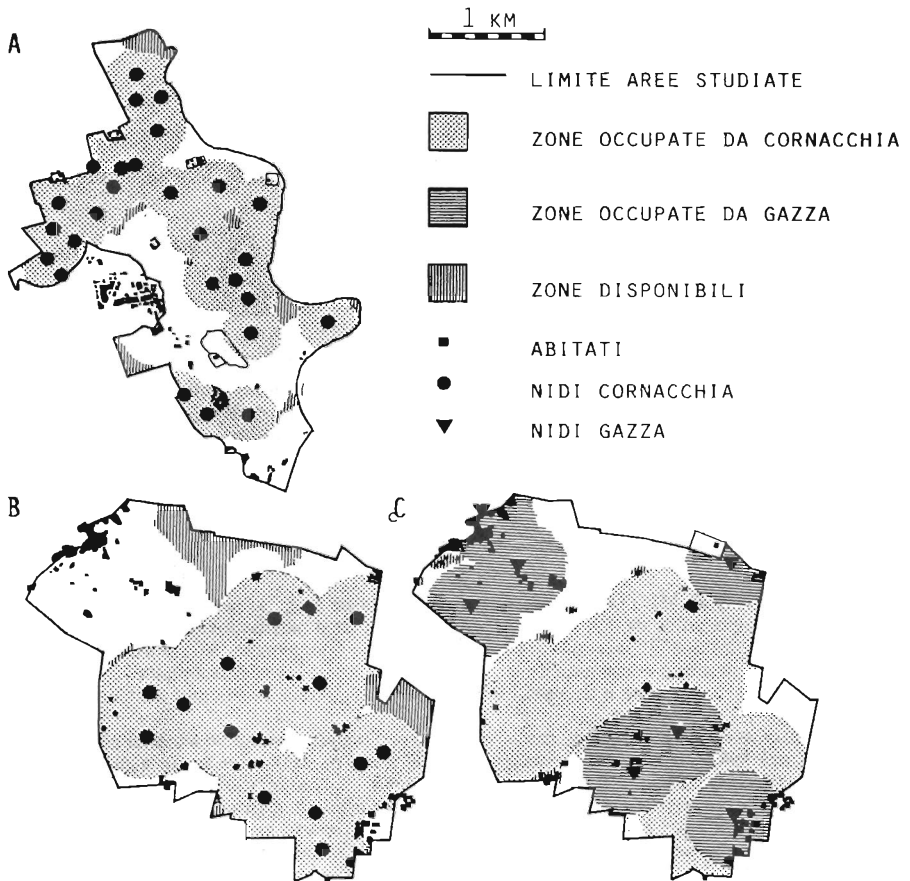 1 KM
A
LIMITE AREE STUDIATE
ZONE OCCUPATE DA CORNACCHIA
ZONE OCCUPATE DA GAZZA
ZONE DISPONIBILI
ABITATI
NIDI CORNACCHIA
NIDI GAZZA
B
C